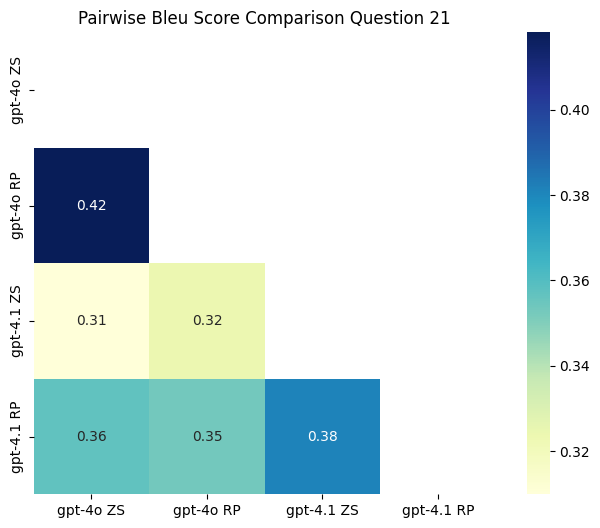 Pairwise Bleu Score Comparison Question 21
gpt-4o ZS
gpt-4o RP
0.42
gpt-4.1 ZS
0.31 0.32
gpt-4.1 RP
0.36 0.35 0.38
gpt-4o ZS gpt-4o RP gpt-4.1 ZS gpt-4.1 RP
0.40
0.38
0.36
0.34
0.32